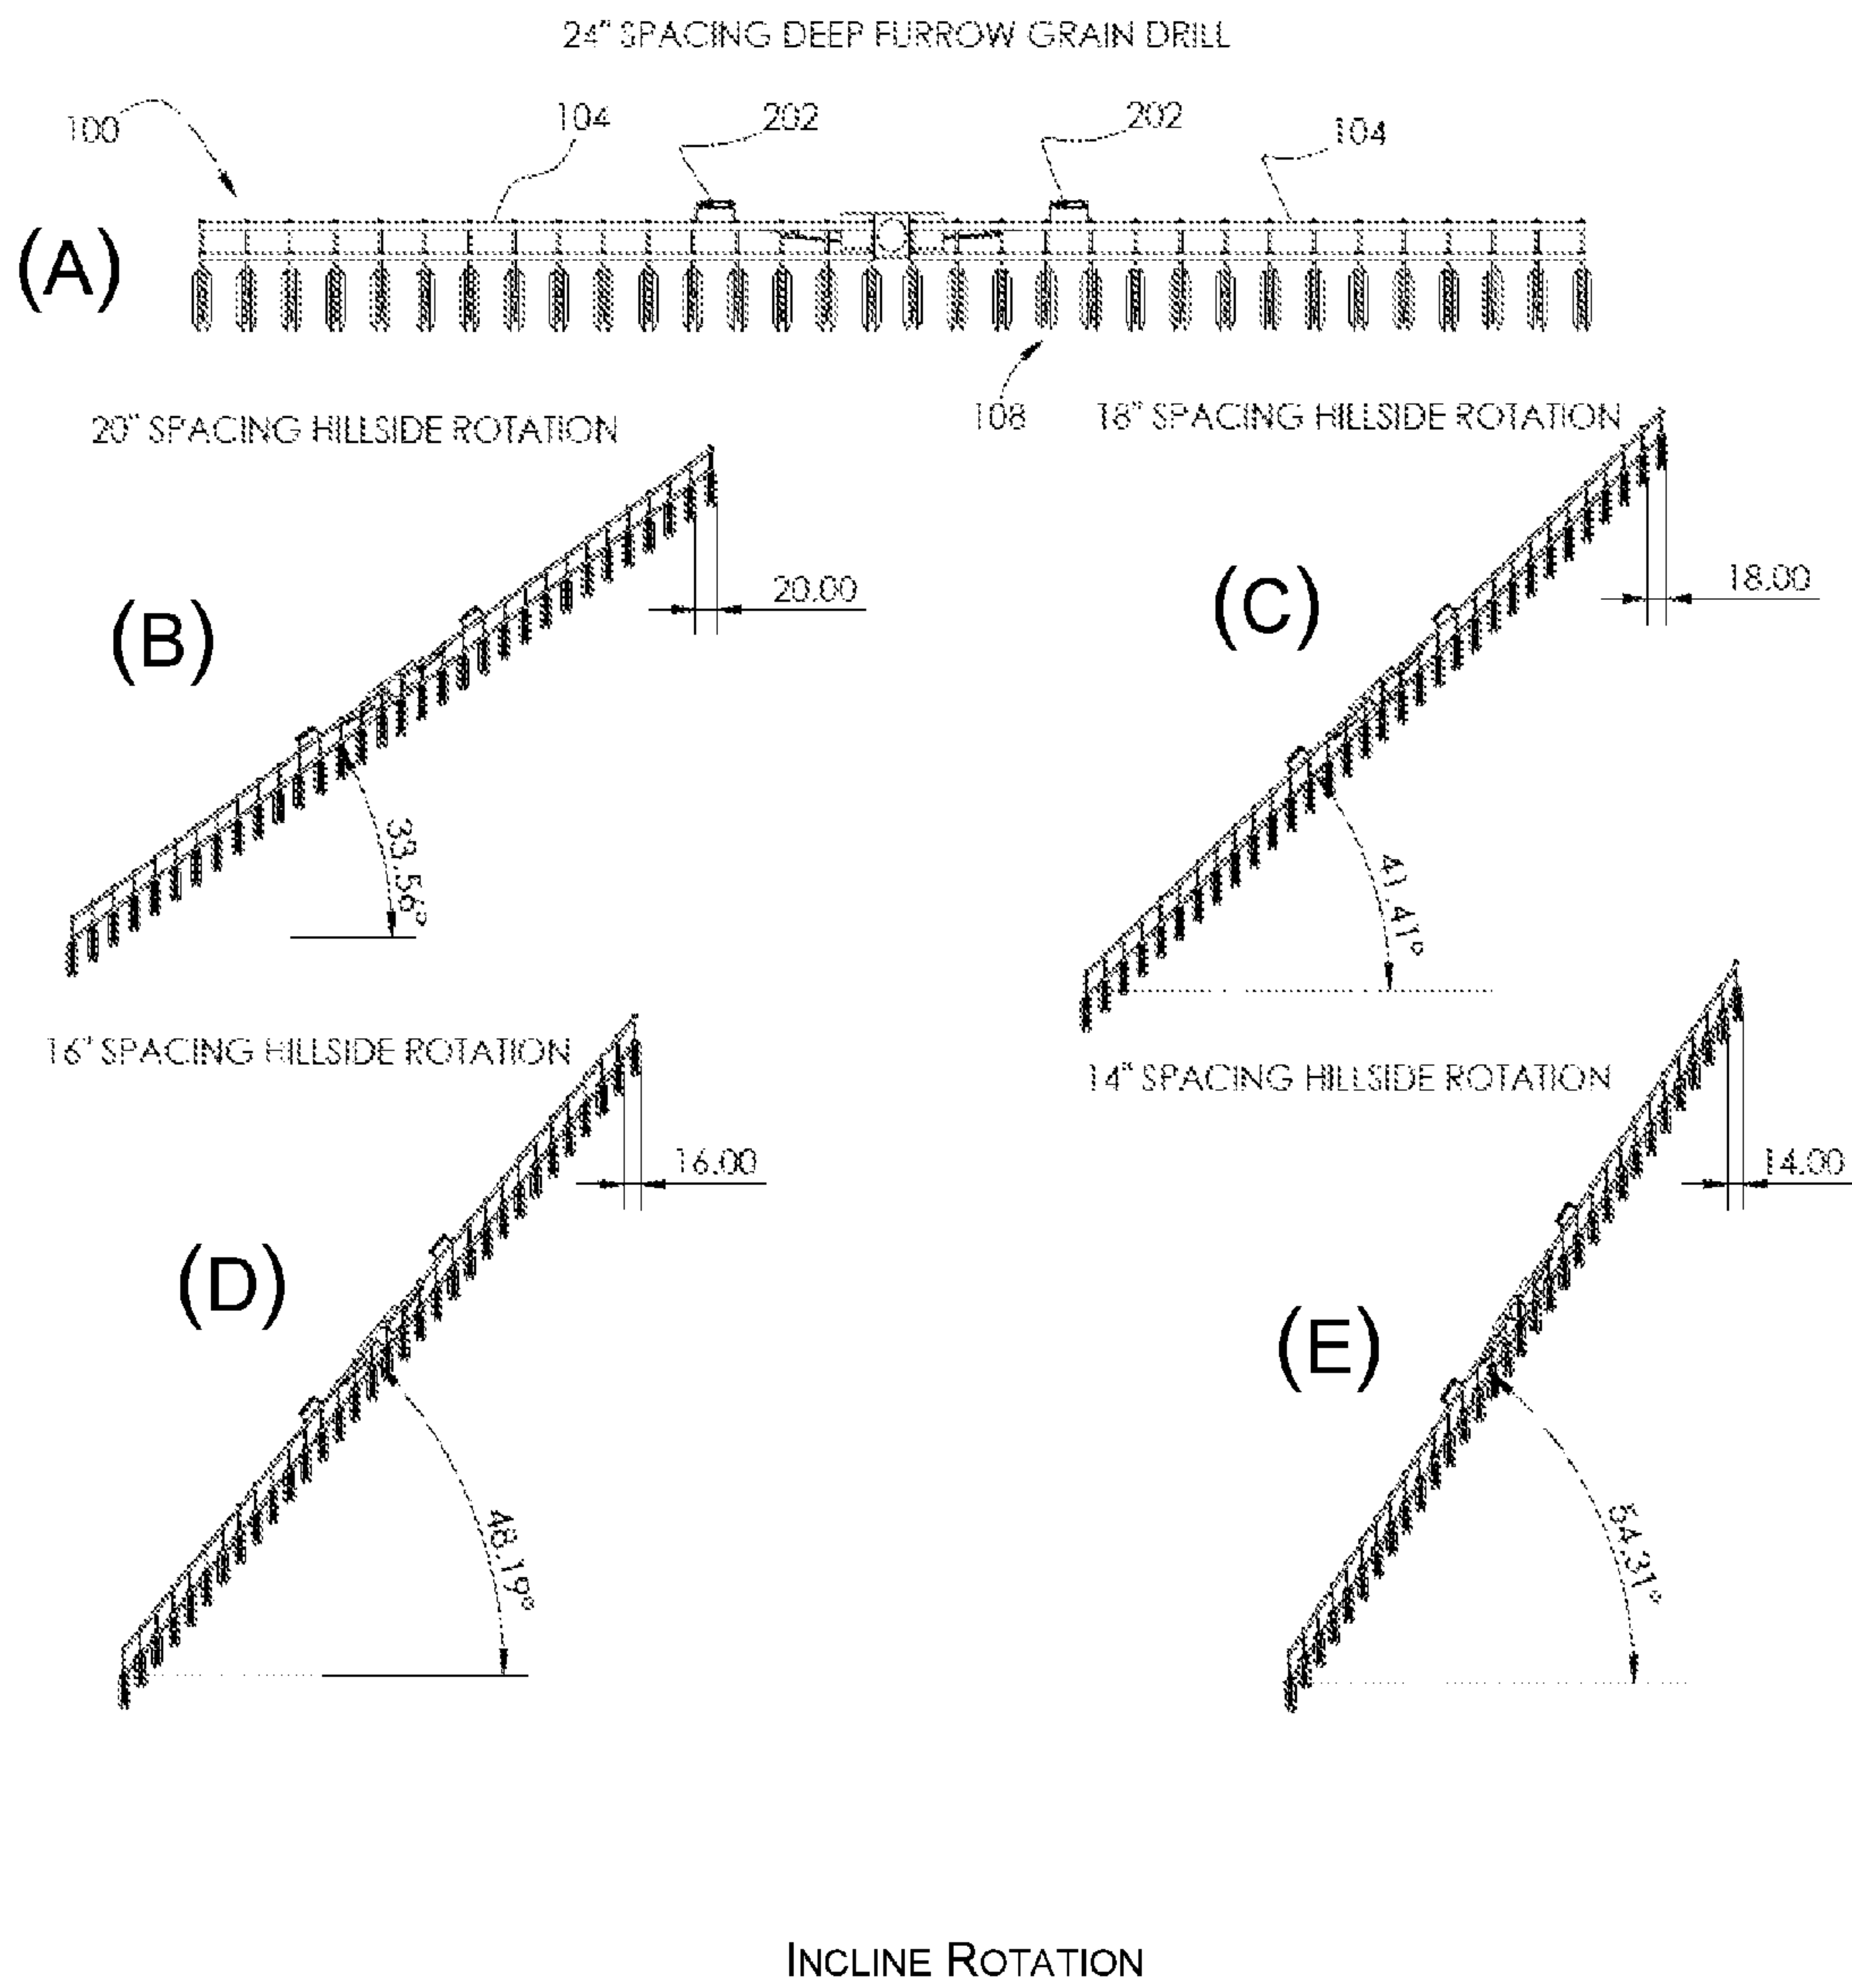 24" SPACING DEEP FURROW GRAIN DRILL
100
104
202
202
104
(A)
108
20" SPACING HILLSIDE ROTATION
18" SPACING HILLSIDE ROTATION
20.00
18.00
(B)
(C)
33.56°
41.41°
16" SPACING HILLSIDE ROTATION
14" SPACING HILLSIDE ROTATION
16.00
14.00
(D)
(E)
48.19°
54.31°
INCLINE ROTATION